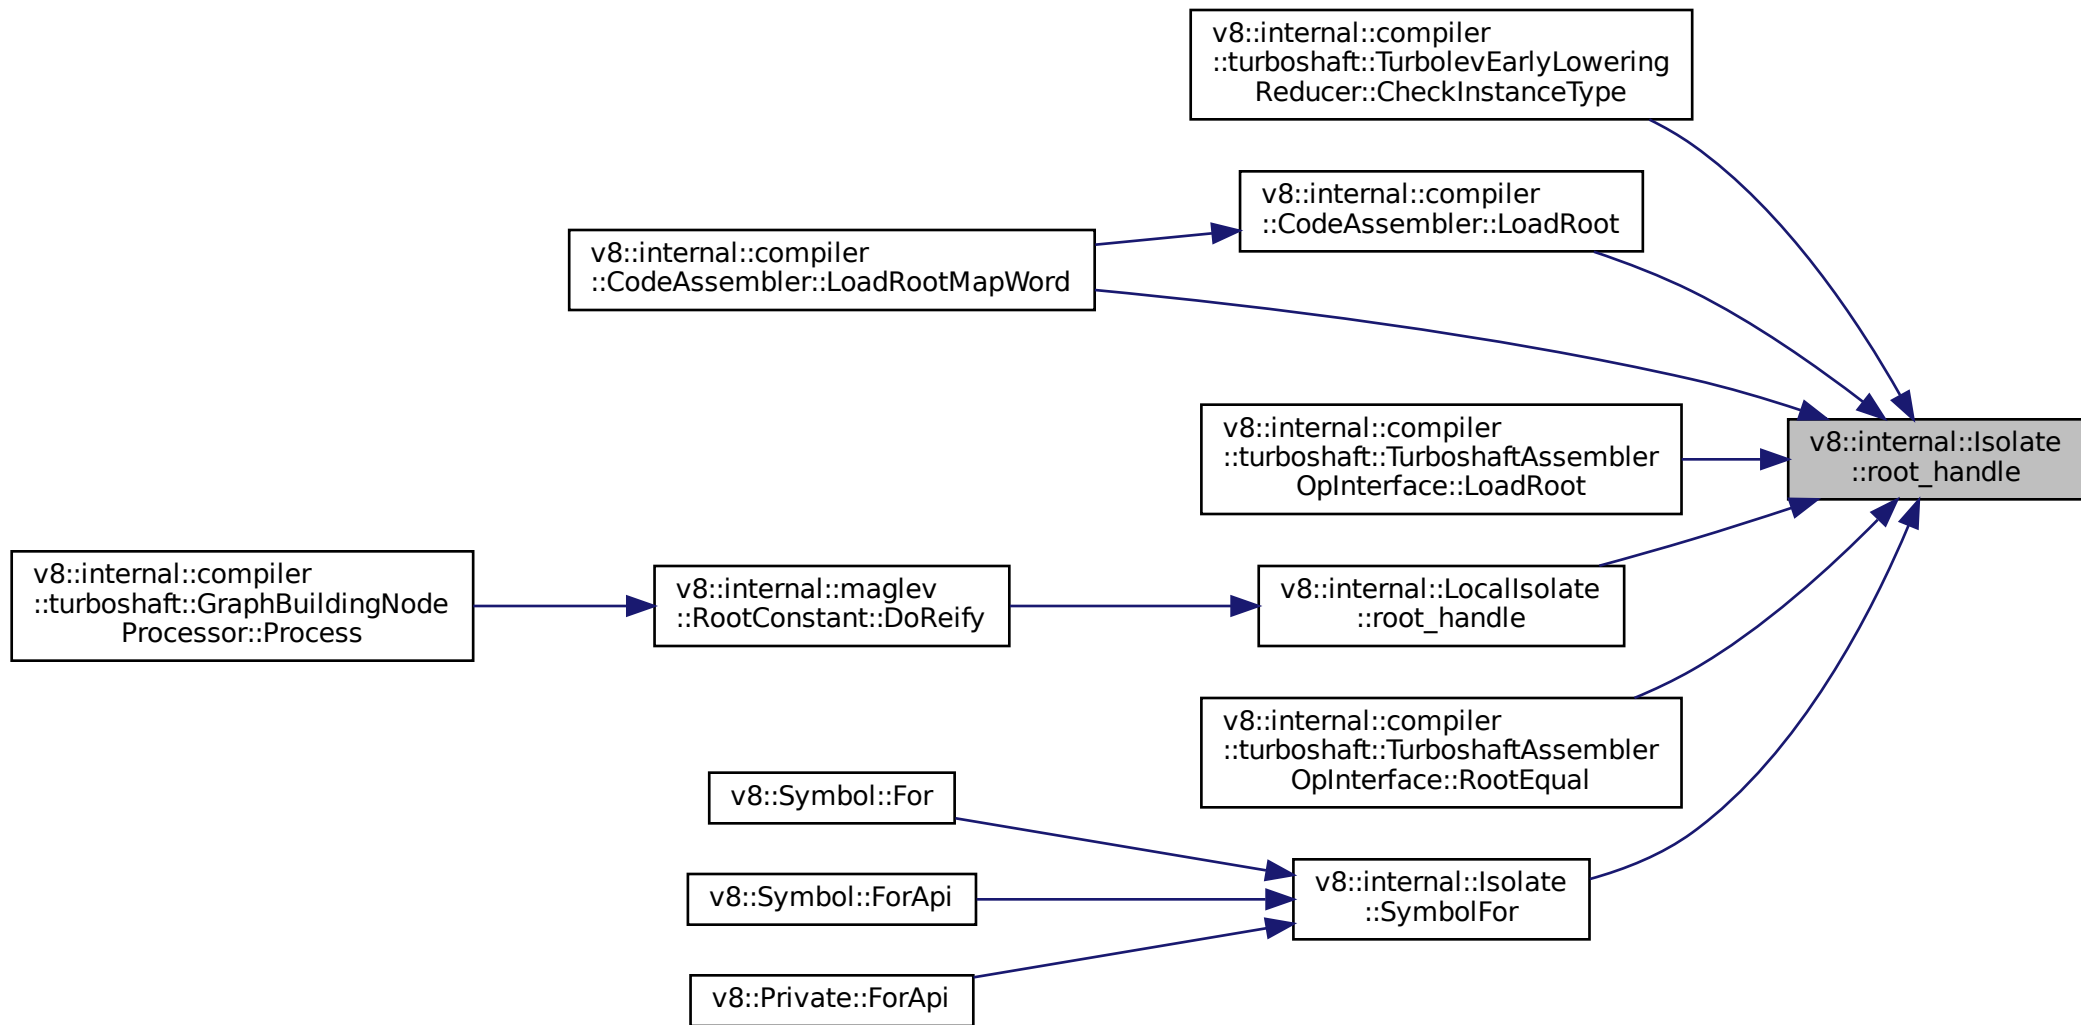 v8::internal::compiler
::turboshaft::TurbolevEarlyLowering
Reducer::CheckInstanceType
v8::internal::compiler
::CodeAssembler::LoadRoot
v8::internal::compiler
::CodeAssembler::LoadRootMapWord
v8::internal::compiler
::turboshaft::TurboshaftAssembler
OpInterface::LoadRoot
v8::internal::Isolate
::root_handle
v8::internal::compiler
::turboshaft::GraphBuildingNode
Processor::Process
v8::internal::maglev
::RootConstant::DoReify
v8::internal::LocalIsolate
::root_handle
v8::internal::compiler
::turboshaft::TurboshaftAssembler
OpInterface::RootEqual
v8::Symbol::For
v8::Symbol::ForApi
v8::internal::Isolate
::SymbolFor
v8::Private::ForApi